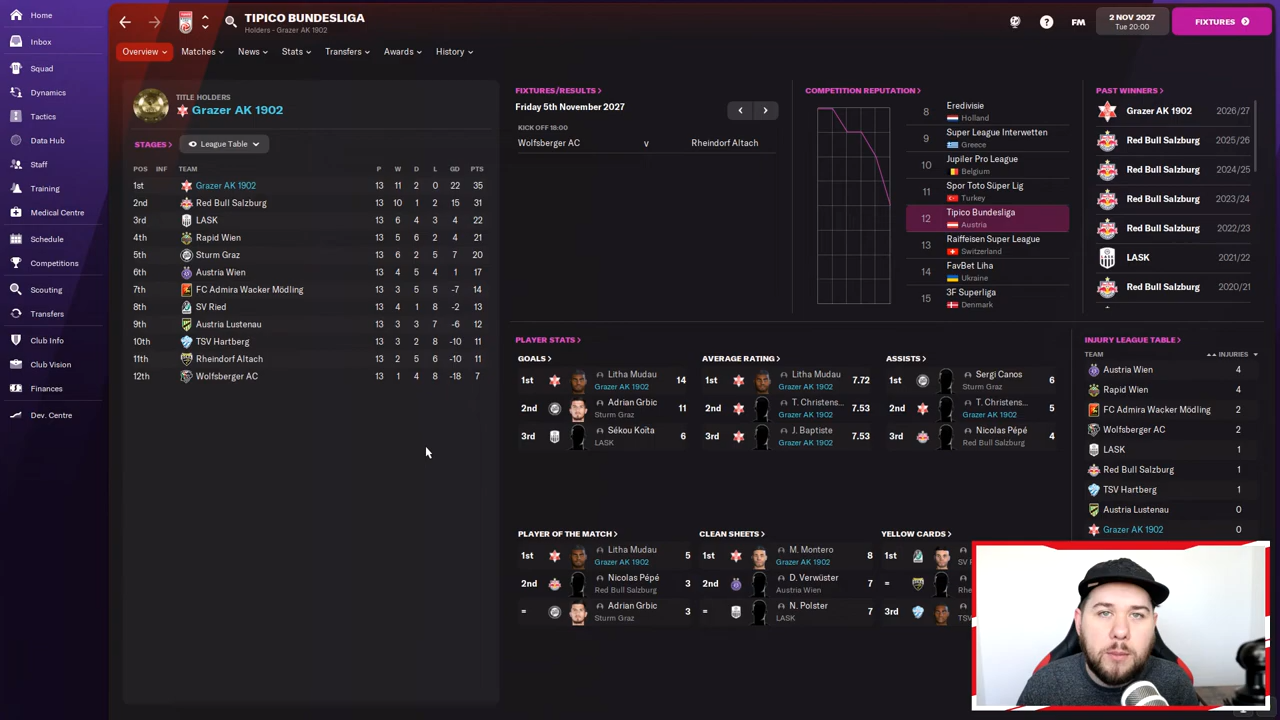 Home
Inbox
Squad
Dynamics
Tactics
Data Hub
Staff
Training
Medical Centre
Schedule
Competitions
Scouting
Transfers
Club Info
Club Vision
Finances
Dev. Centre
TIPICO BUNDESLIGA
Holders - Grazer AK 1902
FM
2 NOV 2027
Tue 20:00
FIXTURES
Overview Matches News Stats Transfers Awards History
TITLE HOLDERS
Grazer AK 1902
STAGES League Table
POS INF TEAM P W D L GD PTS
1st Grazer AK 1902 13 11 2 0 22 35
2nd Red Bull Salzburg 13 10 1 2 15 31
3rd LASK 13 6 4 22
4th Rapid Wien 13 2 4 21
5th Sturm Graz 13 5 7 20
6th Austria Wien 13 4 5 4 1 17
7th FC Admira Wacker Mödling 13 3 5 5 -7 14
8th SV Ried 13 8 -2 13
9th Austria Lustenau 13 3 3 7 -6 12
10th TSV Hartberg 13 3 2 8 -10 11
11th Rheindorf Altach 13 2 5 6 -10 11
12th Wolfsberger AC 13 1 4 8 -18 7
FIXTURES/RESULTS
Friday 5th November 2027
KICK OFF 18:00
Wolfsberger AC v Rheindorf Altach
COMPETITION REPUTATION
8 Eredivisie
Holland
9 Super League Interwetten
Greece
10 Jupiler Pro League
Belgium
11 Spor Toto Süper Lig
Turkey
12 Tipico Bundesliga
Austria
13 Raiffeisen Super League
Switzerland
14 FavBet Liha
Ukraine
15 3F Superliga
Denmark
PAST WINNERS
Grazer AK 1902 2026/27
Red Bull Salzburg 2025/26
Red Bull Salzburg 2024/25
Red Bull Salzburg 2023/24
Red Bull Salzburg 2022/23
LASK 2021/22
Red Bull Salzburg 2020/21
PLAYER STATS
GOALS
1st Litha Mudau 14
Grazer AK 1902
2nd Adrian Grbic 11
Sturm Graz
3rd Sékou Koïta 6
LASK
AVERAGE RATING
1st Litha Mudau 7.72
Grazer AK 1902
2nd T. Christens... 7.53
Grazer AK 1902
3rd J. Baptiste 7.53
Grazer AK 1902
ASSISTS
1st Sergi Canos 6
Sturm Graz
2nd T. Christens... 5
Grazer AK 1902
3rd Nicolas Pépé 4
Red Bull Salzburg
PLAYER OF THE MATCH
1st Litha Mudau 5
Grazer AK 1902
2nd Nicolas Pépé 3
Red Bull Salzburg
= Adrian Grbic 3
Sturm Graz
CLEAN SHEETS
1st M. Montero 8
Grazer AK 1902
2nd D. Verwüster 7
Austria Wien
= N. Polster 7
LASK
YELLOW CARDS
1st
SV R
=
Rhe
3rd
TSV
INJURY LEAGUE TABLE
TEAM INJURIES
Austria Wien 4
Rapid Wien 4
FC Admira Wacker Mödling 2
Wolfsberger AC 2
LASK 1
Red Bull Salzburg 1
TSV Hartberg 1
Austria Lustenau 0
Grazer AK 1902 0